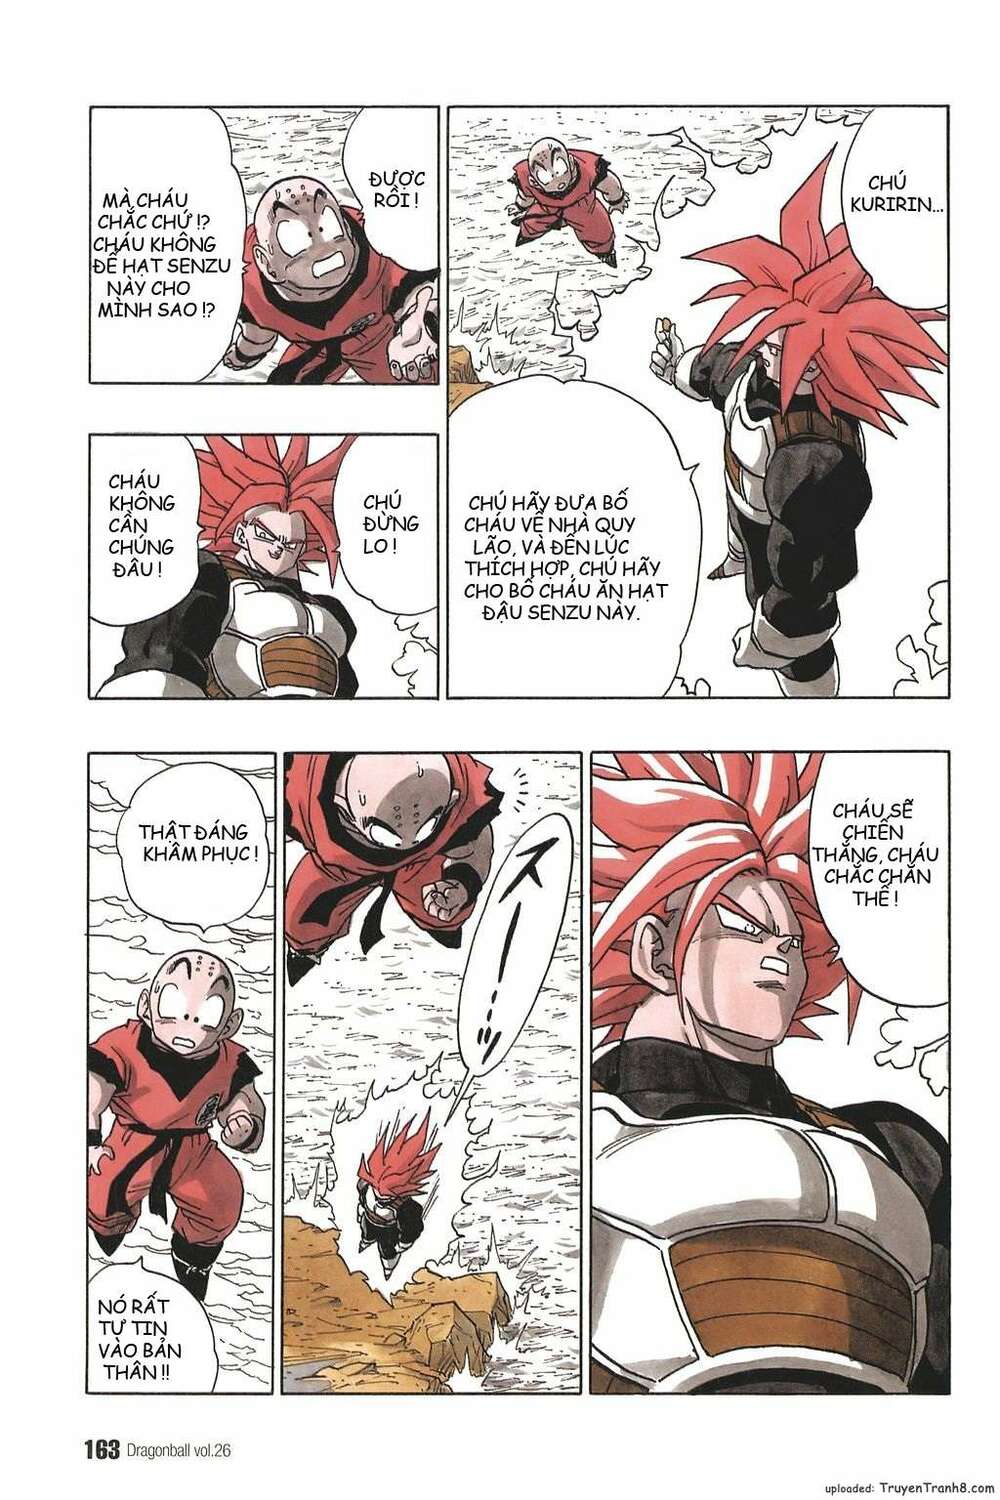 CHÚ
KURIRIN...
CHÚ HÃY ĐƯA BỐ
CHÁU VỀ NHÀ QUY
LÃO, VÀ ĐẾN LÚC
THÍCH HỢP, CHÚ HÃY
CHO BỐ CHÁU ĂN HẠT
ĐẬU SENZU NÀY.
ĐƯỢC
RỒI !
MÀ CHÁU
CHẮC CHỨ !?
CHÁU KHÔNG
ĐỂ HẠT SENZU
NÀY CHO
MÌNH SAO !?
CHÚ
ĐỪNG
LO !
CHÁU
KHÔNG
CẦN
CHÚNG
ĐÂU !
CHÁU SẼ
CHIẾN
THẮNG, CHÁU
CHẮC CHẮN
THẾ !
スーー...ッ
THẬT ĐÁNG
KHÂM PHỤC !
NÓ RẤT
TỰ TIN
VÀO BẢN
THÂN !!
163 Dragonball vol.26
uploaded: TruyenTranh8.com